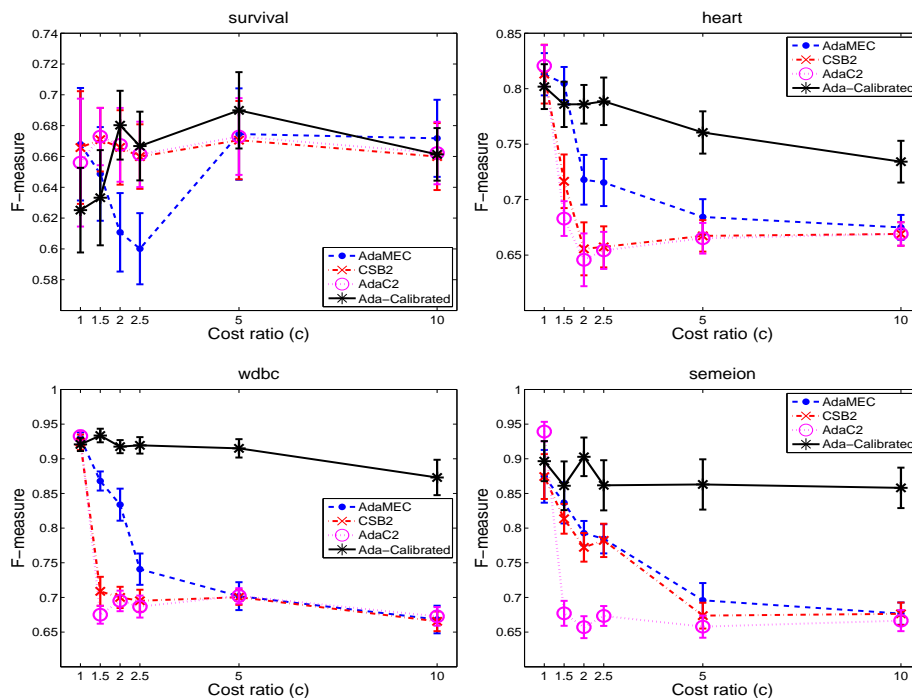 survival
0.74
0.72
0.7
0.68
0.66
0.64
0.62
0.6
0.58
F-measure
AdaMEC
CSB2
AdaC2
Ada-Calibrated
1 1.5 2 2.5 5 10
Cost ratio (c)
heart
0.85
0.8
0.75
0.7
0.65
F-measure
AdaMEC
CSB2
AdaC2
Ada-Calibrated
1 1.5 2 2.5 5 10
Cost ratio (c)
wdbc
1
0.95
0.9
0.85
0.8
0.75
0.7
0.65
F-measure
AdaMEC
CSB2
AdaC2
Ada-Calibrated
1 1.5 2 2.5 5 10
Cost ratio (c)
semeion
1
0.95
0.9
0.85
0.8
0.75
0.7
0.65
F-measure
AdaMEC
CSB2
AdaC2
Ada-Calibrated
1 1.5 2 2.5 5 10
Cost ratio (c)